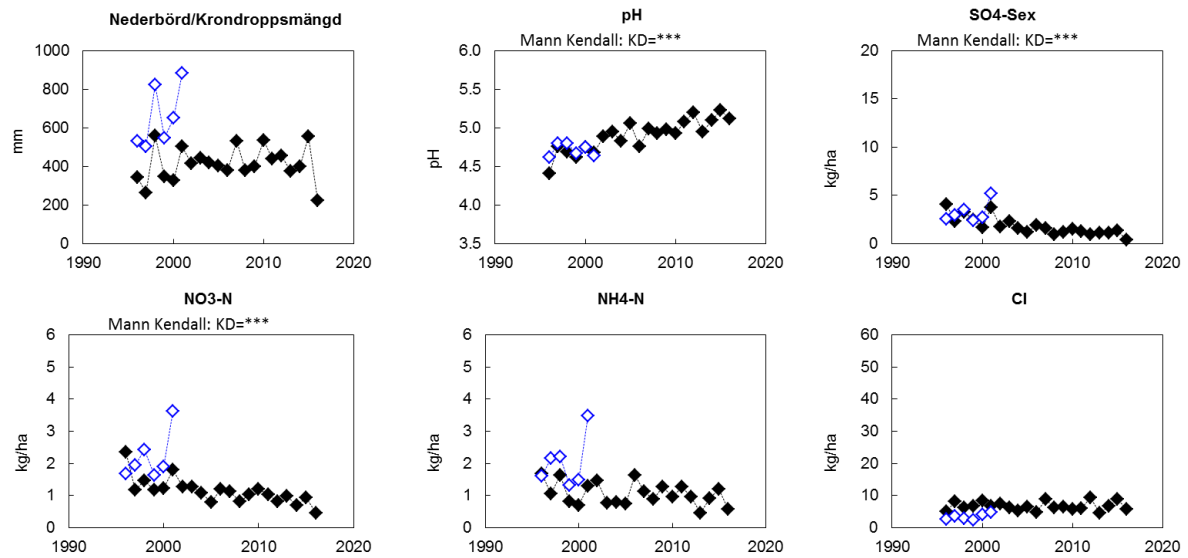 Nederbörd/Krondroppsmängd
1000
800
600
400
200
0
mm
1990 2000 2010 2020
pH
Mann Kendall: KD=***
6.0
5.5
5.0
4.5
4.0
3.5
pH
1990 2000 2010 2020
SO4-Sex
Mann Kendall: KD=***
20
15
10
5
0
kg/ha
1990 2000 2010 2020
NO3-N
Mann Kendall: KD=***
6
5
4
3
2
1
0
kg/ha
1990 2000 2010 2020
NH4-N
6
5
4
3
2
1
0
kg/ha
1990 2000 2010 2020
Cl
60
50
40
30
20
10
0
kg/ha
1990 2000 2010 2020